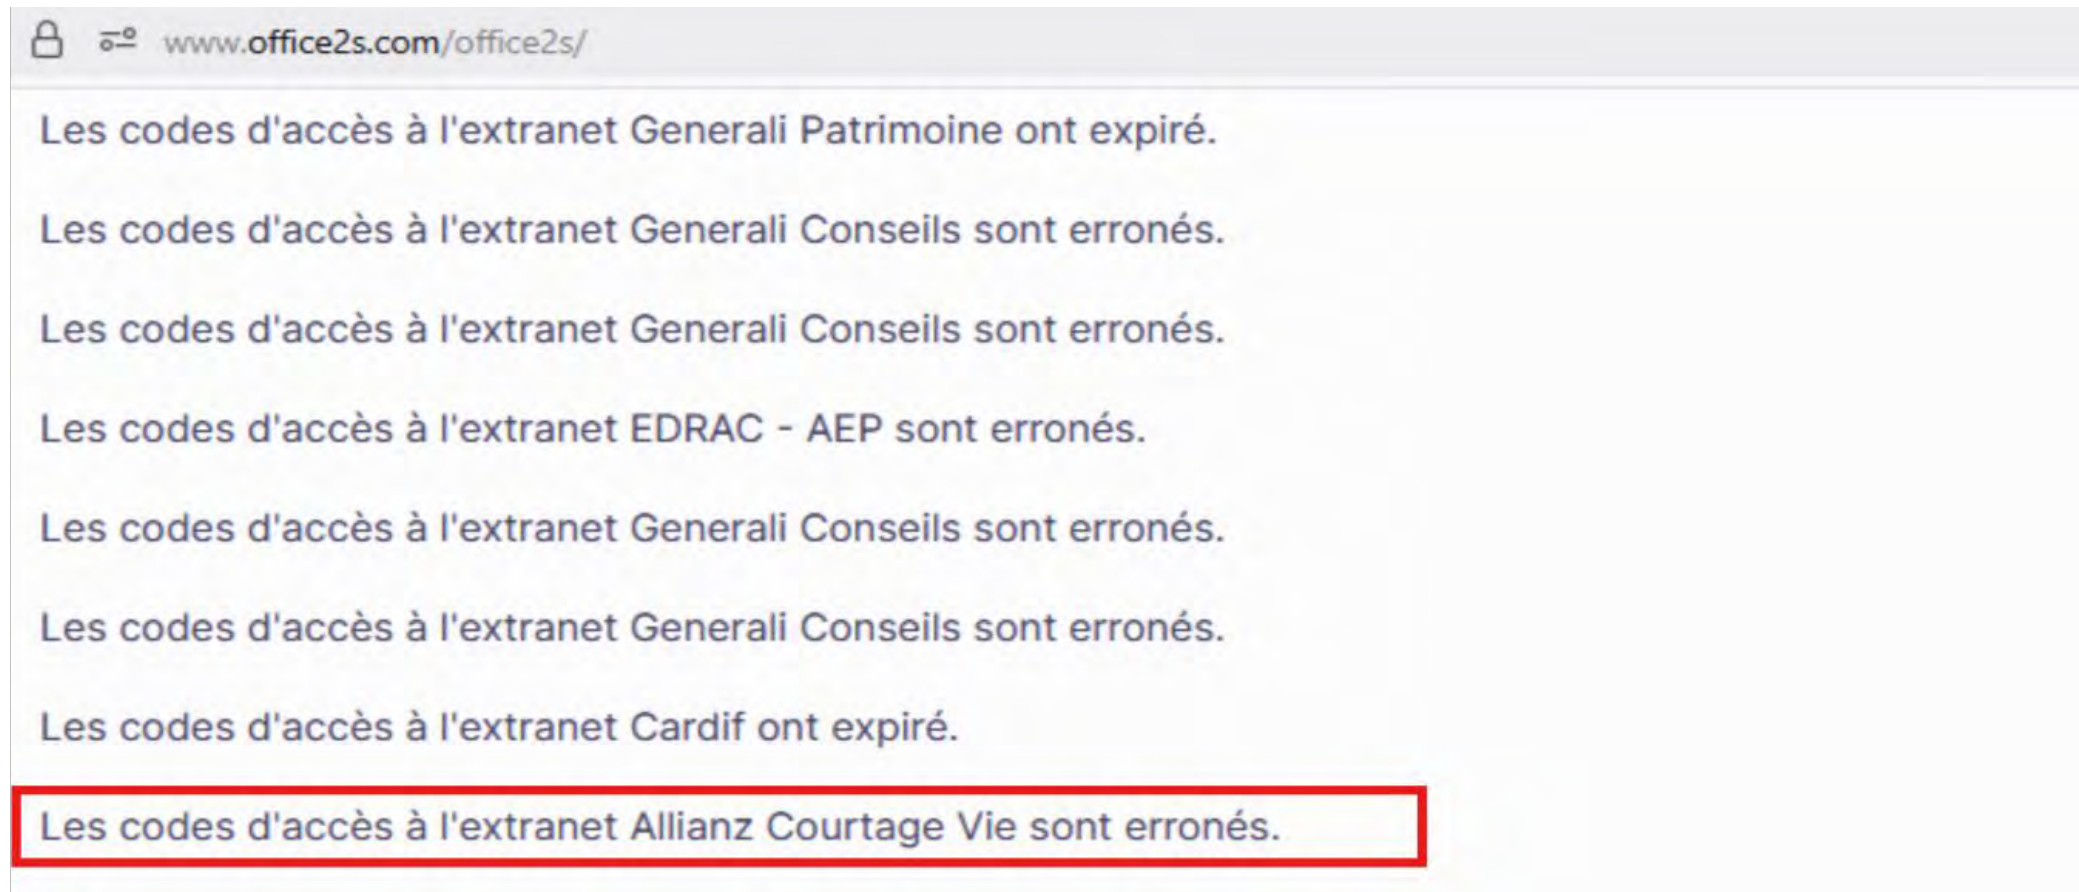 www.office2s.com/office2s/
Les codes d'accès à l'extranet Generali Patrimoine ont expiré.
Les codes d'accès à l'extranet Generali Conseils sont erronés.
Les codes d'accès à l'extranet Generali Conseils sont erronés.
Les codes d'accès à l'extranet EDRAC - AEP sont erronés.
Les codes d'accès à l'extranet Generali Conseils sont erronés.
Les codes d'accès à l'extranet Generali Conseils sont erronés.
Les codes d'accès à l'extranet Cardif ont expiré.
Les codes d'accès à l'extranet Allianz Courtage Vie sont erronés.